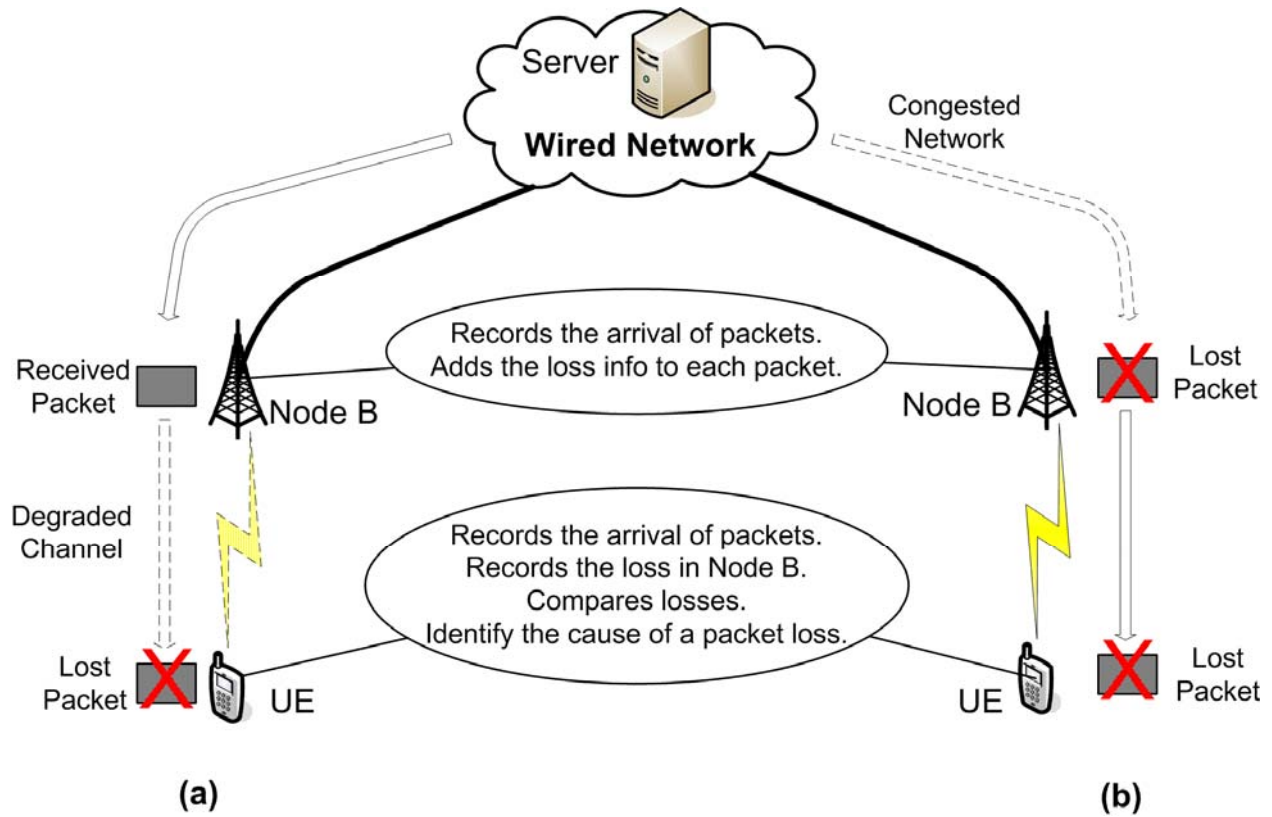 Server
Wired Network
Congested
Network
Records the arrival of packets.
Adds the loss info to each packet.
Received
Packet
Node B
Node B
Lost
Packet
Degraded
Channel
Records the arrival of packets.
Records the loss in Node B.
Compares losses.
Identify the cause of a packet loss.
Lost
Packet
UE
UE
Lost
Packet
(a)
(b)